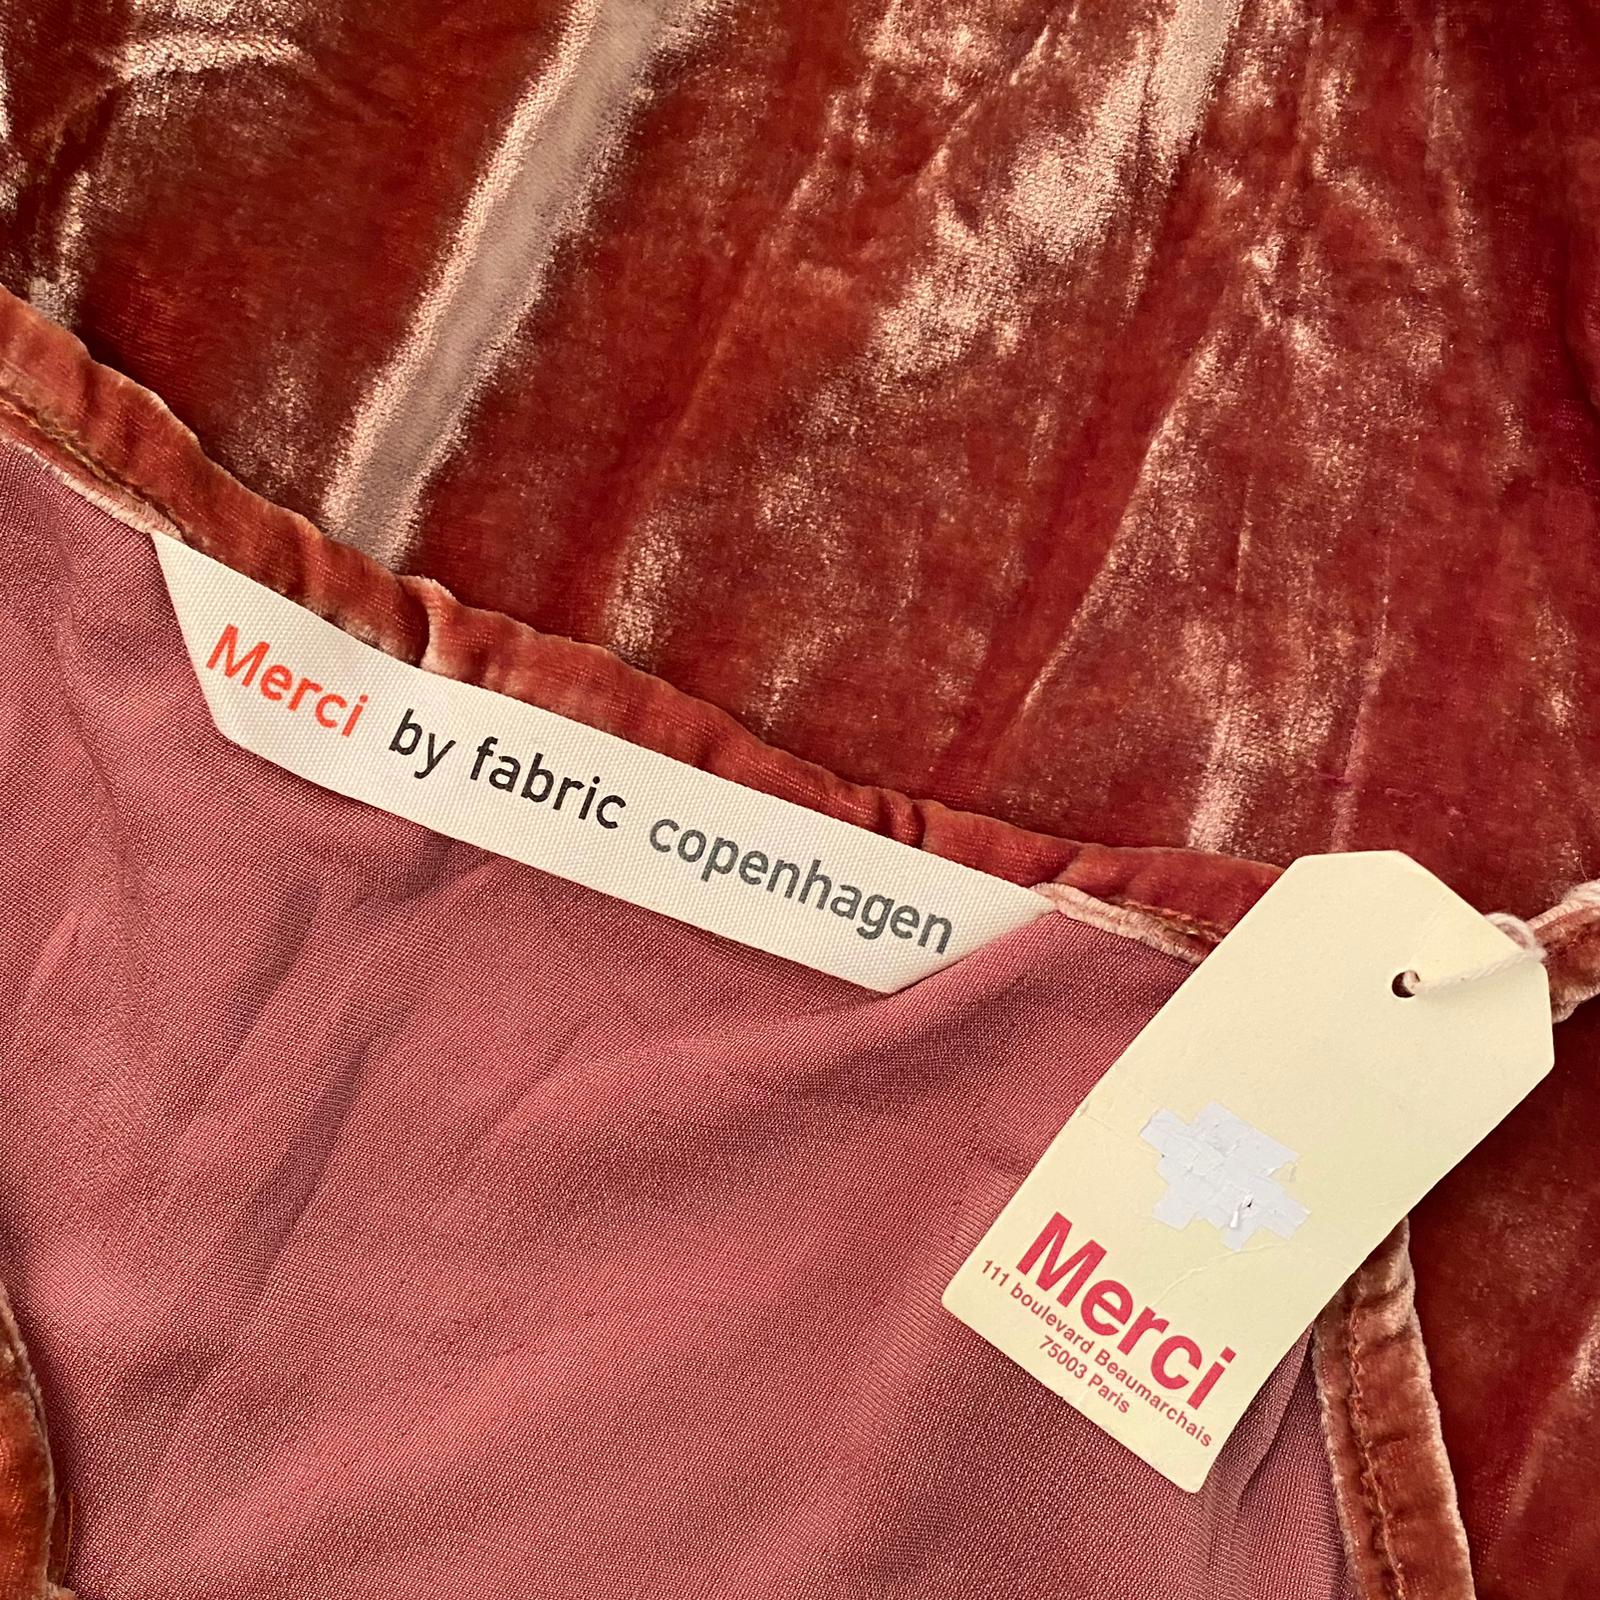 Merci by fabric copenhagen
Merci
111 boulevard Beaumarchais
75003 Paris